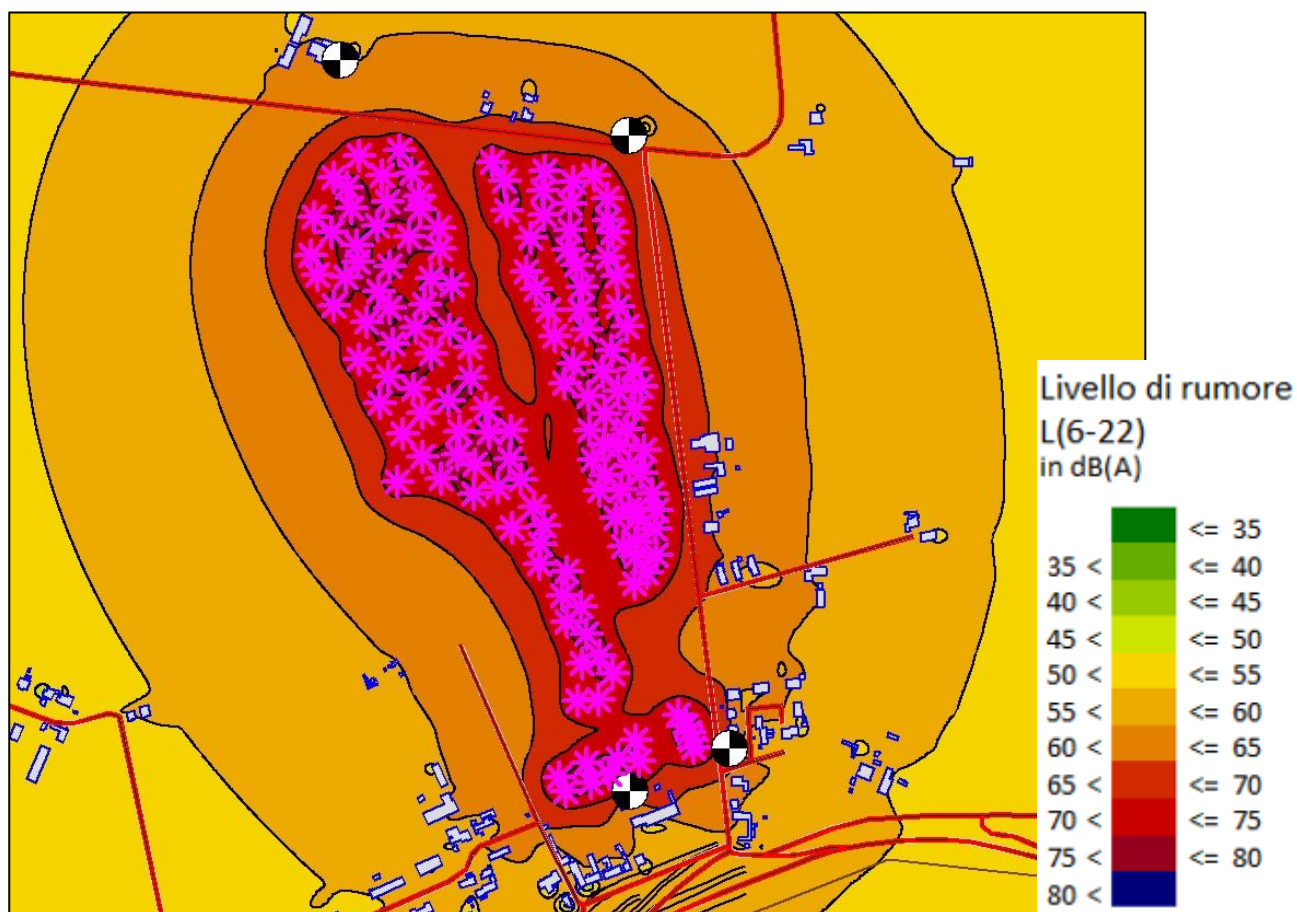 Livello di rumore
L(6-22)
in dB(A)
<= 35
35 < <= 40
40 < <= 45
45 < <= 50
50 < <= 55
55 < <= 60
60 < <= 65
65 < <= 70
70 < <= 75
75 < <= 80
80 <